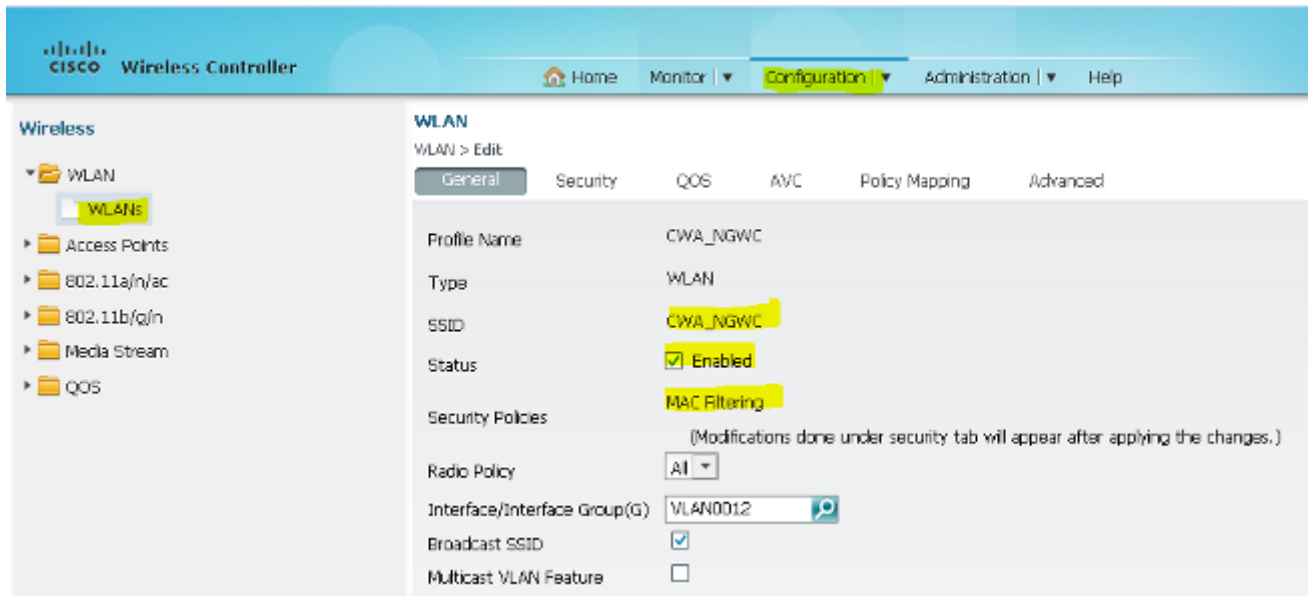 CISCO Wireless Controller
Home Monitor Configuration Administration Help
Wireless
WLAN
WLANs
Access Points
802.11a/n/ac
802.11b/g/n
Media Stream
QOS
WLAN
WLAN > Edit
General Security QOS AVC Policy Mapping Advanced
Profile Name CWA_NGWC
Type WLAN
SSID CWA_NGWC
Status Enabled
Security Policies MAC Filtering
(Modifications done under security tab will appear after applying the changes.)
Radio Policy All
Interface/Interface Group(G) VLAN0012
Broadcast SSID
Multicast VLAN Feature